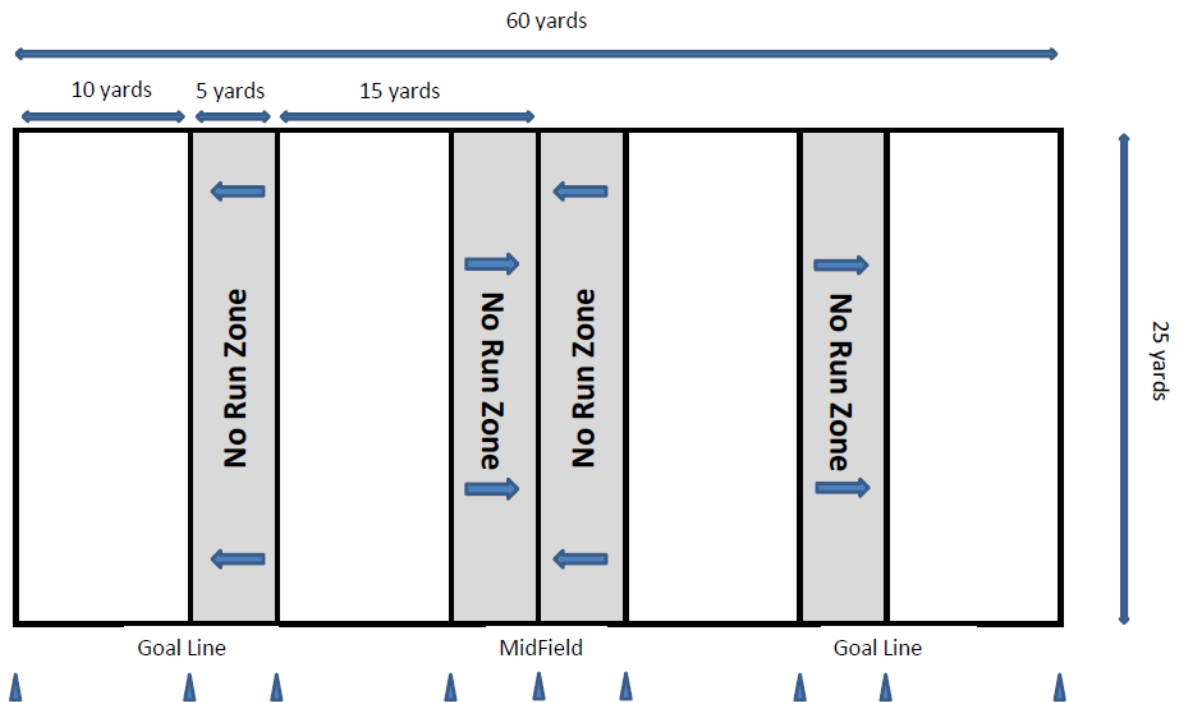 60 yards
10 yards
5 yards
15 yards
No Run Zone
No Run Zone
No Run Zone
No Run Zone
25 yards
Goal Line
MidField
Goal Line